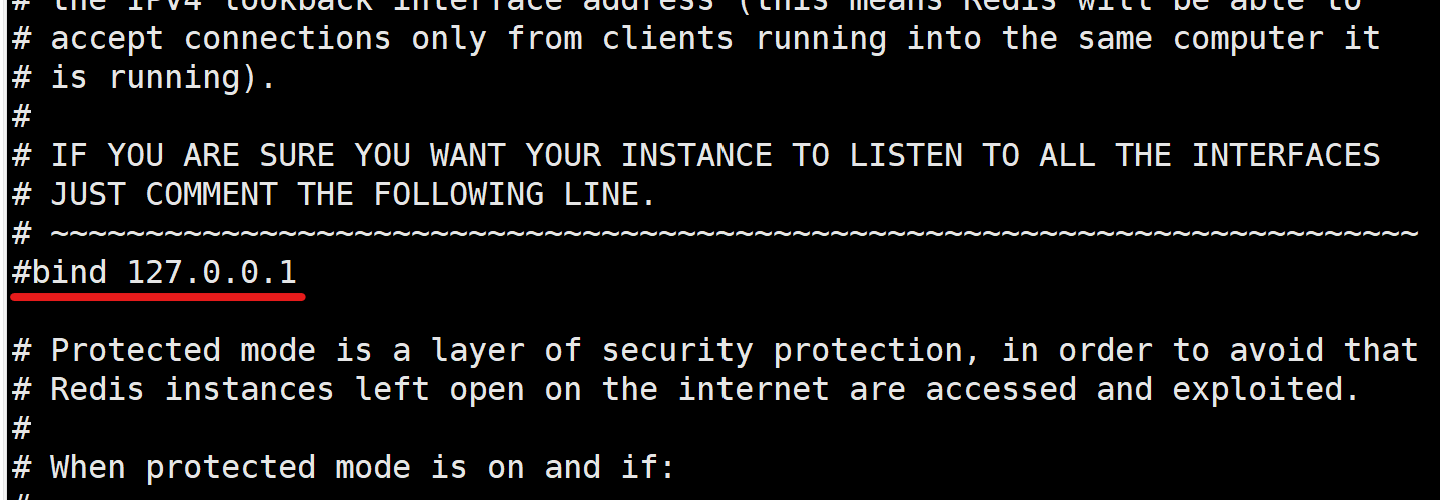 # the IPv4 lookback interface address (this means Redis will be able to
# accept connections only from clients running into the same computer it
# is running).
#
# IF YOU ARE SURE YOU WANT YOUR INSTANCE TO LISTEN TO ALL THE INTERFACES
# JUST COMMENT THE FOLLOWING LINE.
# ~~~~~~~~~~~~~~~~~~~~~~~~~~~~~~~~~~~~~~~~~~~~~~~~~~~~~~~~~~~~~~~~~~~~~~~~
#bind 127.0.0.1
# Protected mode is a layer of security protection, in order to avoid that
# Redis instances left open on the internet are accessed and exploited.
#
# When protected mode is on and if:
#